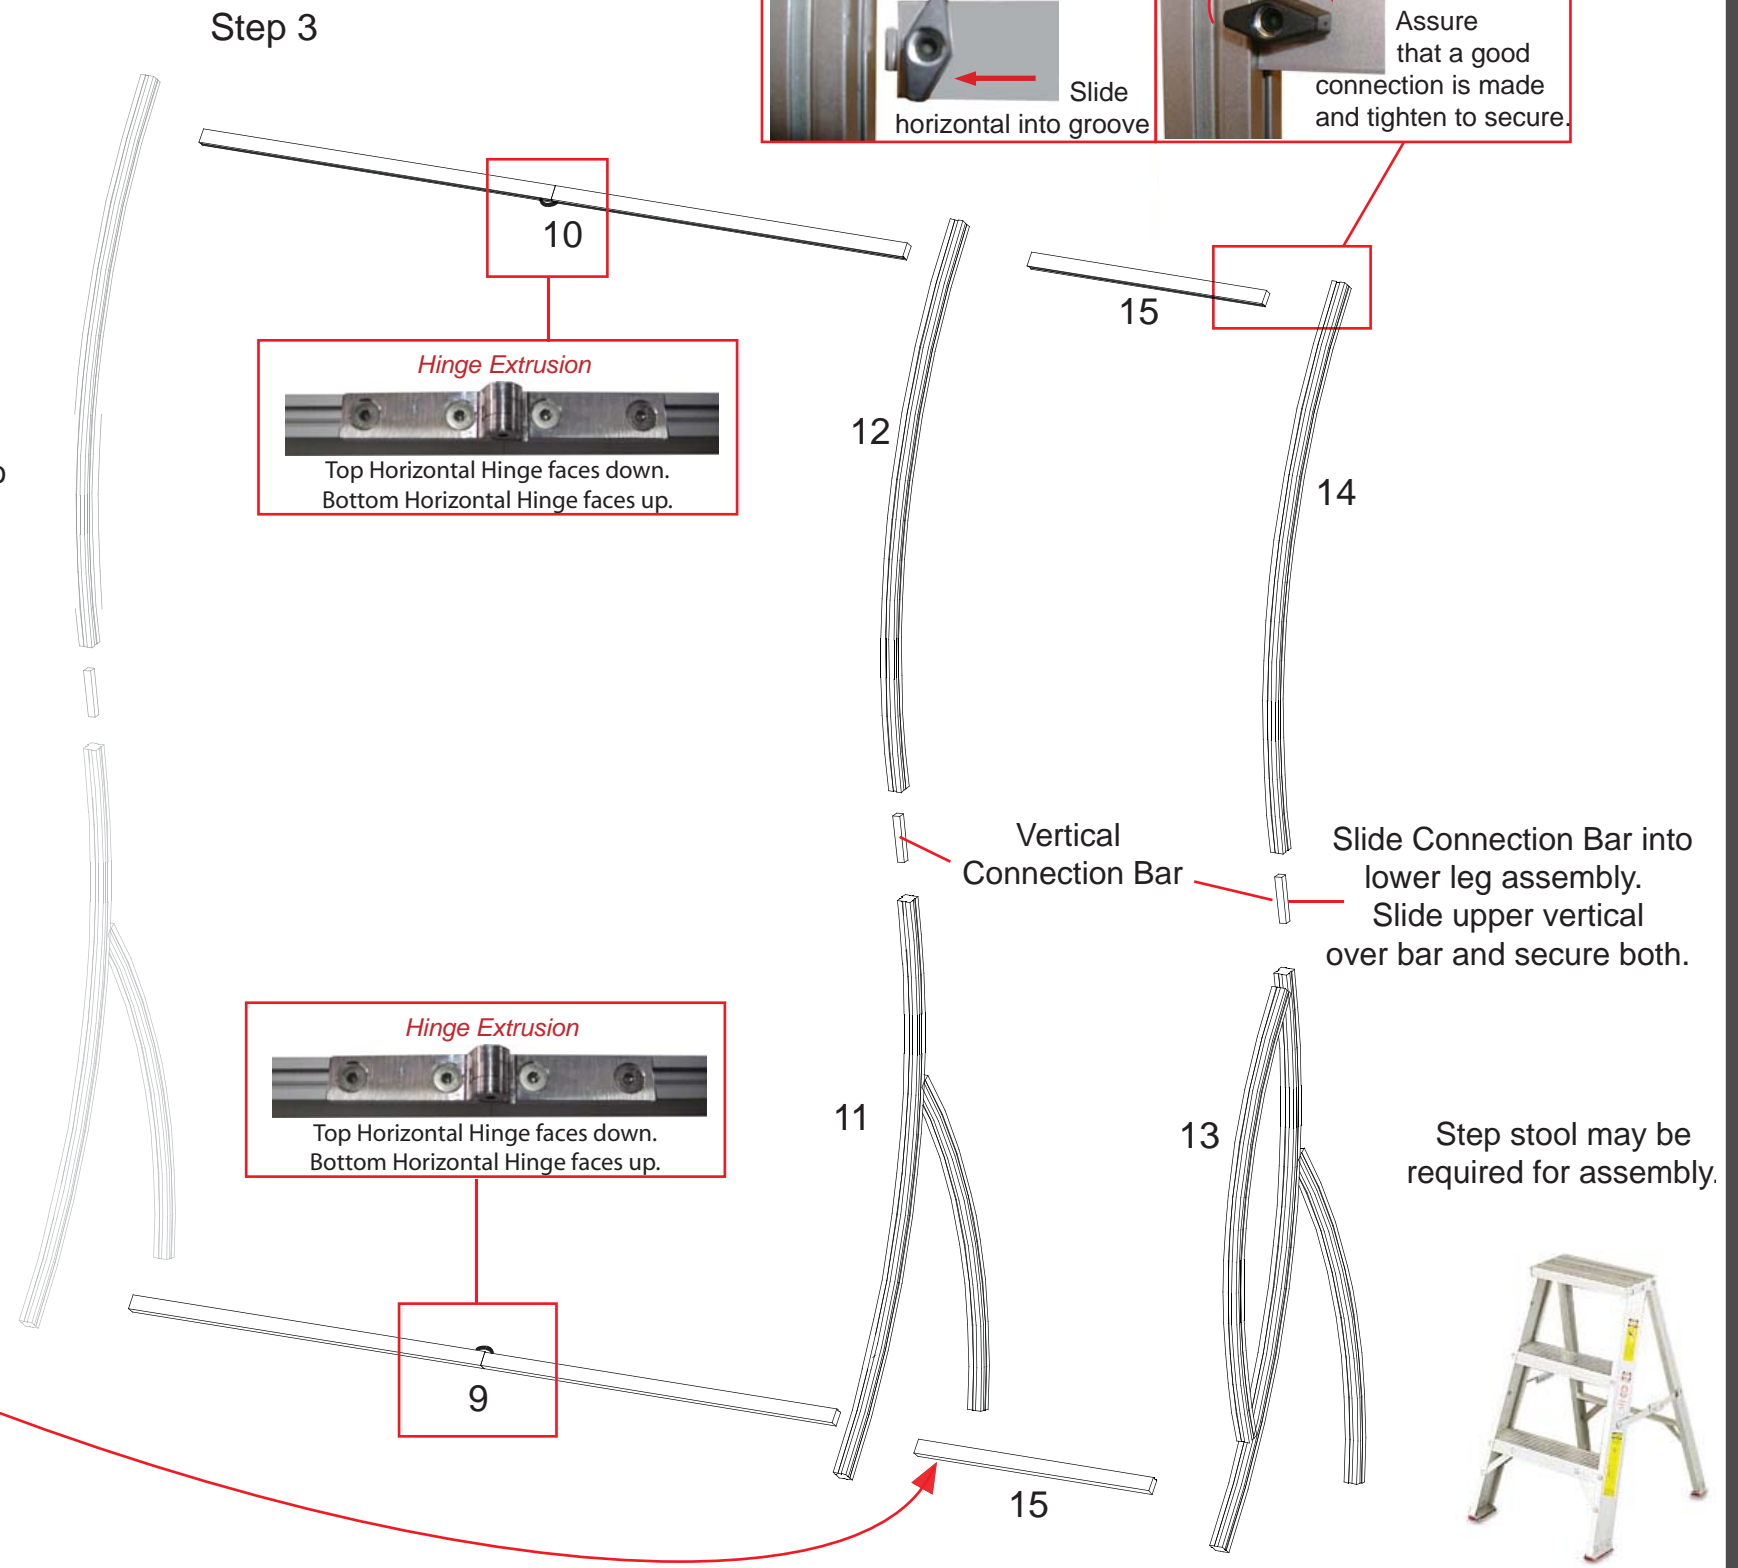 Step 3
Slide
horizontal into groove
Assure
that a good
connection is made
and tighten to secure.
10
15
Hinge Extrusion
Top Horizontal Hinge faces down.
Bottom Horizontal Hinge faces up.
12
14
Vertical
Connection Bar
Slide Connection Bar into
lower leg assembly.
Slide upper vertical
over bar and secure both.
Hinge Extrusion
Top Horizontal Hinge faces down.
Bottom Horizontal Hinge faces up.
11
13
Step stool may be
required for assembly.
9
15